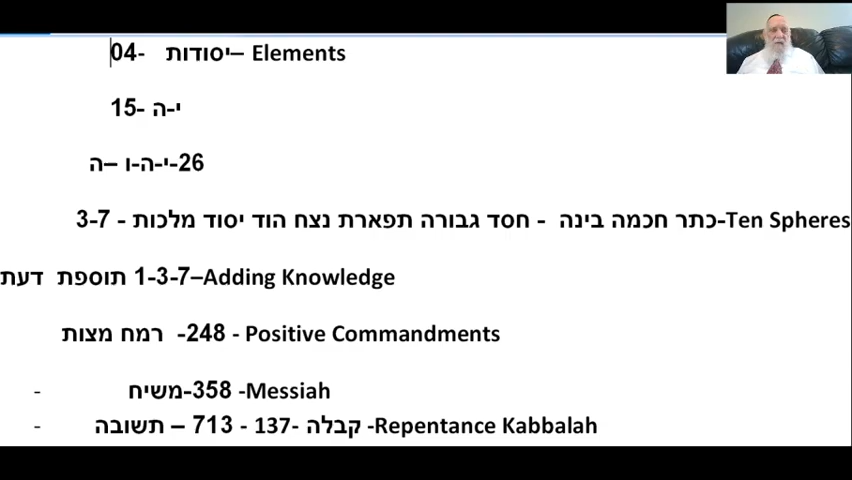 04- יסודות – Elements
15- י-ה
26-י-ה-ו –ה
3-7 - כתר חכמה בינה - חסד גבורה תפארת נצח הוד יסוד מלכות-Ten Spheres
תוספת דעת 1-3-7–Adding Knowledge
רמח מצות -248 - Positive Commandments
- משיח-358 -Messiah
- תשובה – 713 - 137- קבלה -Repentance Kabbalah